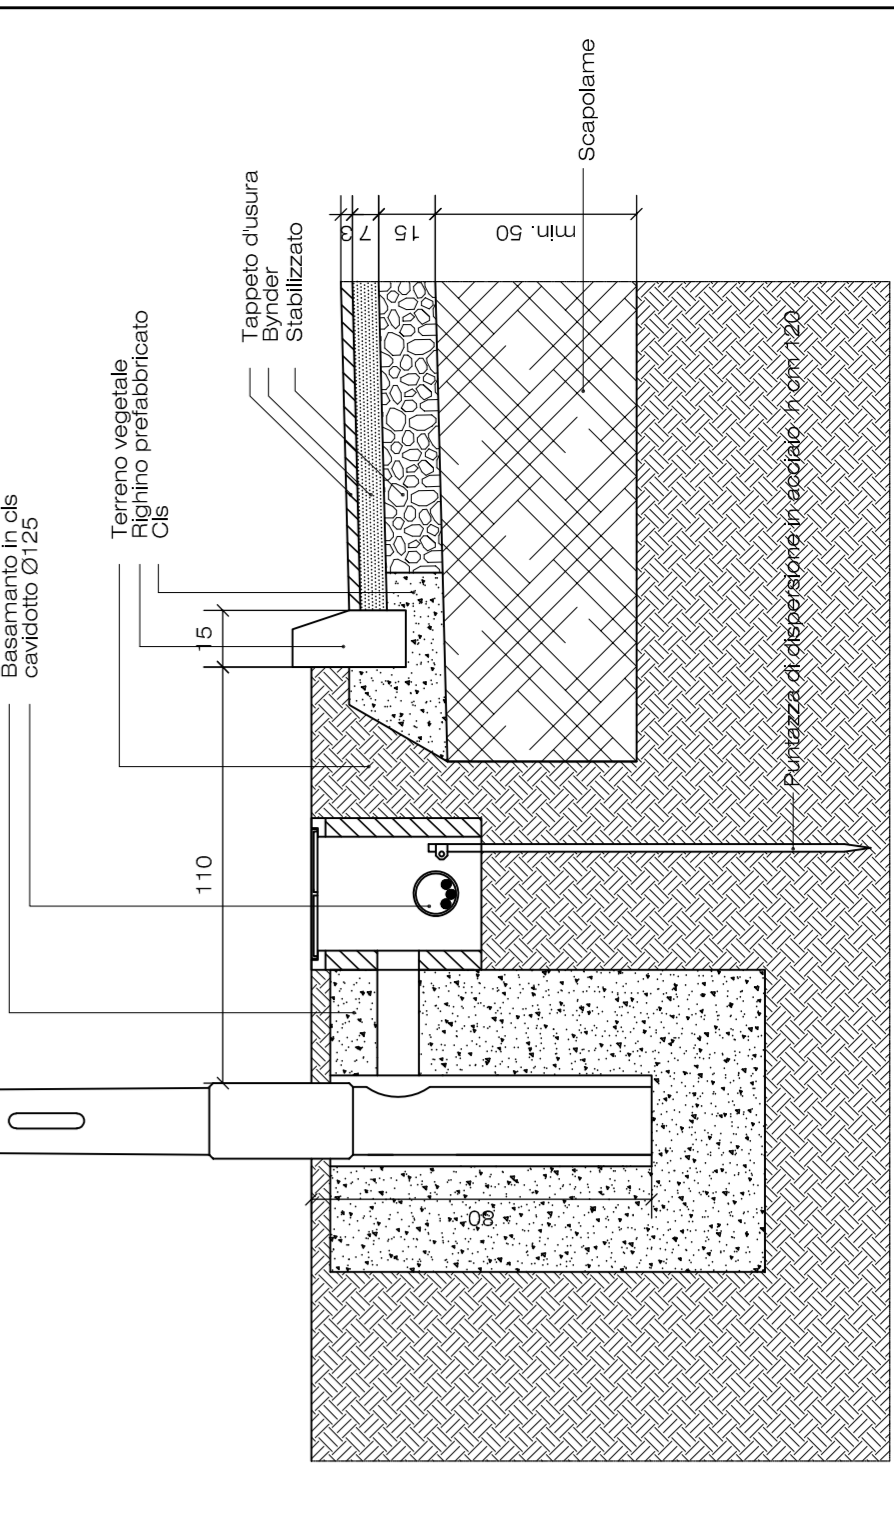 Basamanto in cls
cavidotto Ø125
Terreno vegetale
Righino prefabbricato
Cls
Tappeto d'usura
Bynder
Stabilizzato
Scapolame
110
15
3
7
15
min. 50
80
Puntazza di dispersione in acciaio h cm 120